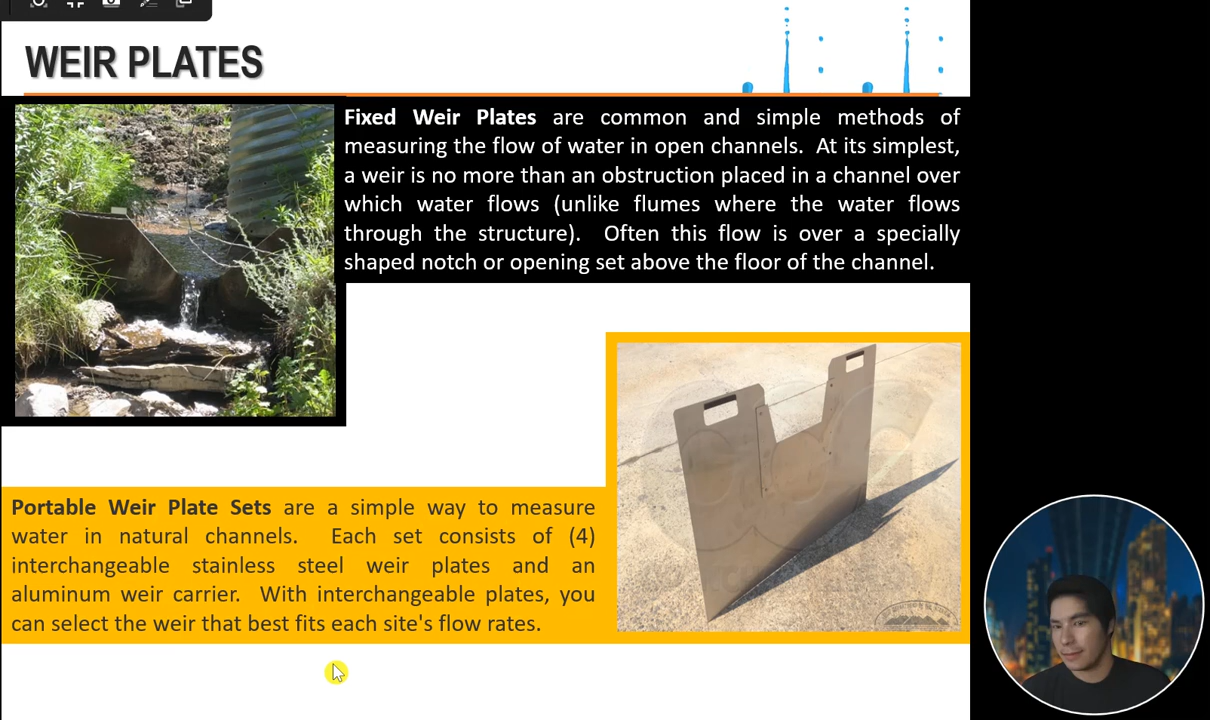 WEIR PLATES
Fixed Weir Plates are common and simple methods of
measuring the flow of water in open channels. At its simplest,
a weir is no more than an obstruction placed in a channel over
which water flows (unlike flumes where the water flows
through the structure). Often this flow is over a specially
shaped notch or opening set above the floor of the channel.
Portable Weir Plate Sets are a simple way to measure
water in natural channels. Each set consists of (4)
interchangeable stainless steel weir plates and an
aluminum weir carrier. With interchangeable plates, you
can select the weir that best fits each site's flow rates.